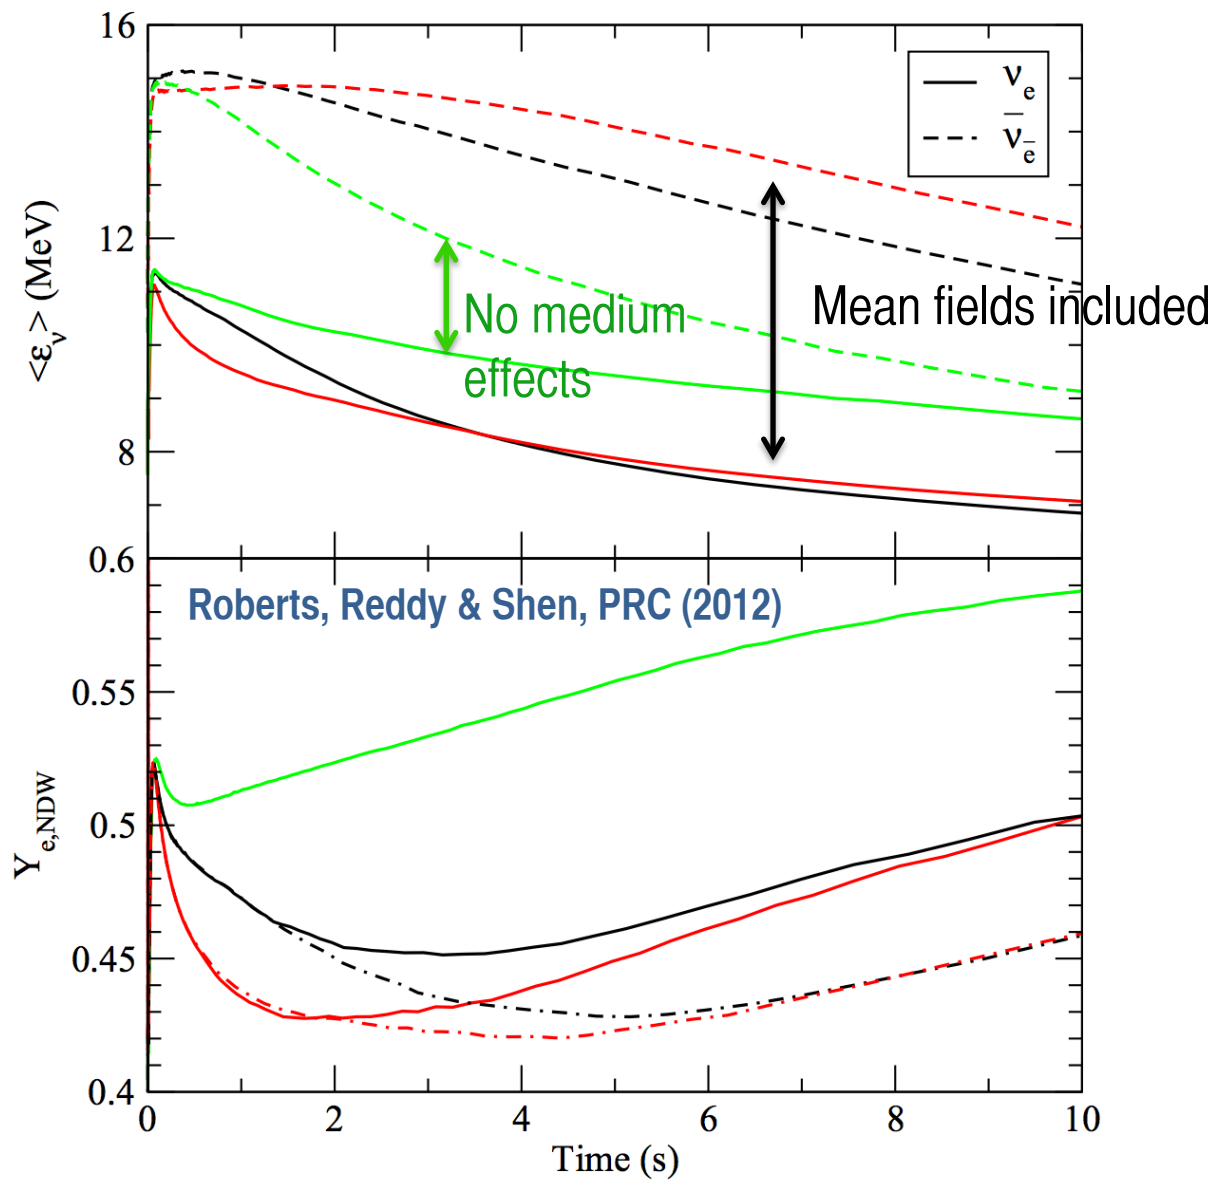 16
ν_e
ν̄_e̅
12
<ε_ν> (MeV)
No medium
effects
Mean fields included
8
0.6
Roberts, Reddy & Shen, PRC (2012)
0.55
Y_e,NDW
0.5
0.45
0.4
0 2 4 6 8 10
Time (s)